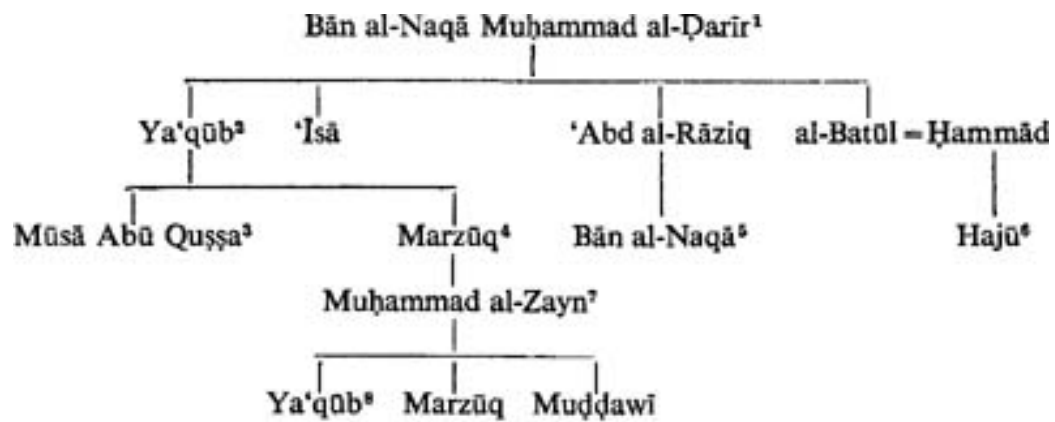 Bān al-Naqā Muḥammad al-Ḍarīr¹
Ya‘qūb² ‘Īsā ‘Abd al-Rāziq al-Batūl = Ḥammād
Mūsā Abū Quṣṣa³ Marzūq⁴ Bān al-Naqā⁵ Hajū⁶
Muḥammad al-Zayn⁷
Ya‘qūb⁸ Marzūq Muḍḍawī